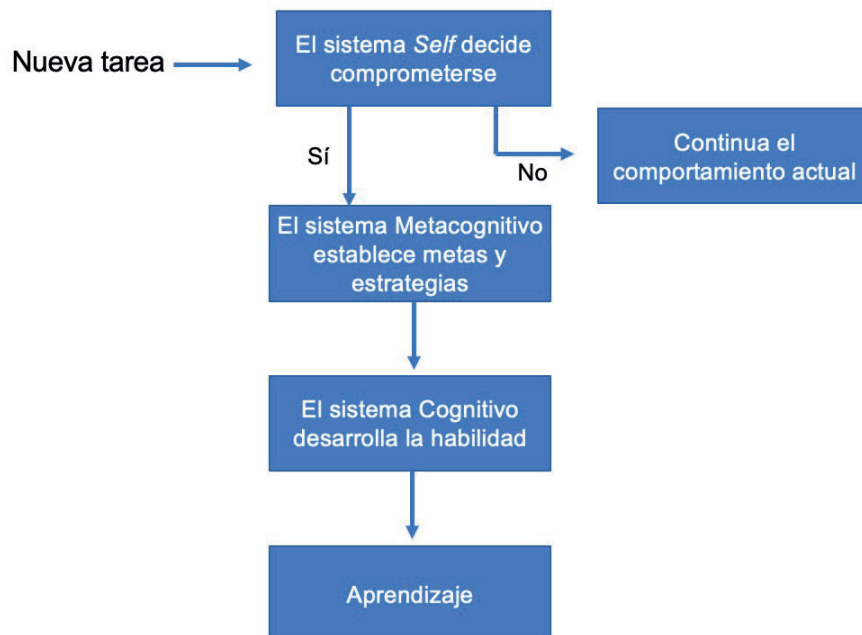 Nueva tarea
El sistema Self decide
comprometerse
Sí
No
Continua el
comportamiento actual
El sistema Metacognitivo
establece metas y
estrategias
El sistema Cognitivo
desarrolla la habilidad
Aprendizaje